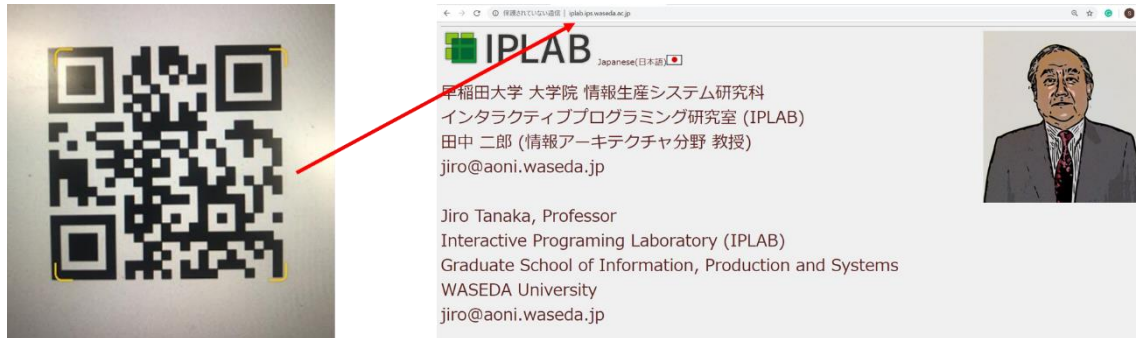 保護されていない通信 | iplab.ips.waseda.ac.jp
IPLAB Japanese(日本語)
早稲田大学 大学院 情報生産システム研究科
インタラクティブプログラミング研究室 (IPLAB)
田中 二郎 (情報アーキテクチャ分野 教授)
jiro@aoni.waseda.jp
Jiro Tanaka, Professor
Interactive Programing Laboratory (IPLAB)
Graduate School of Information, Production and Systems
WASEDA University
jiro@aoni.waseda.jp